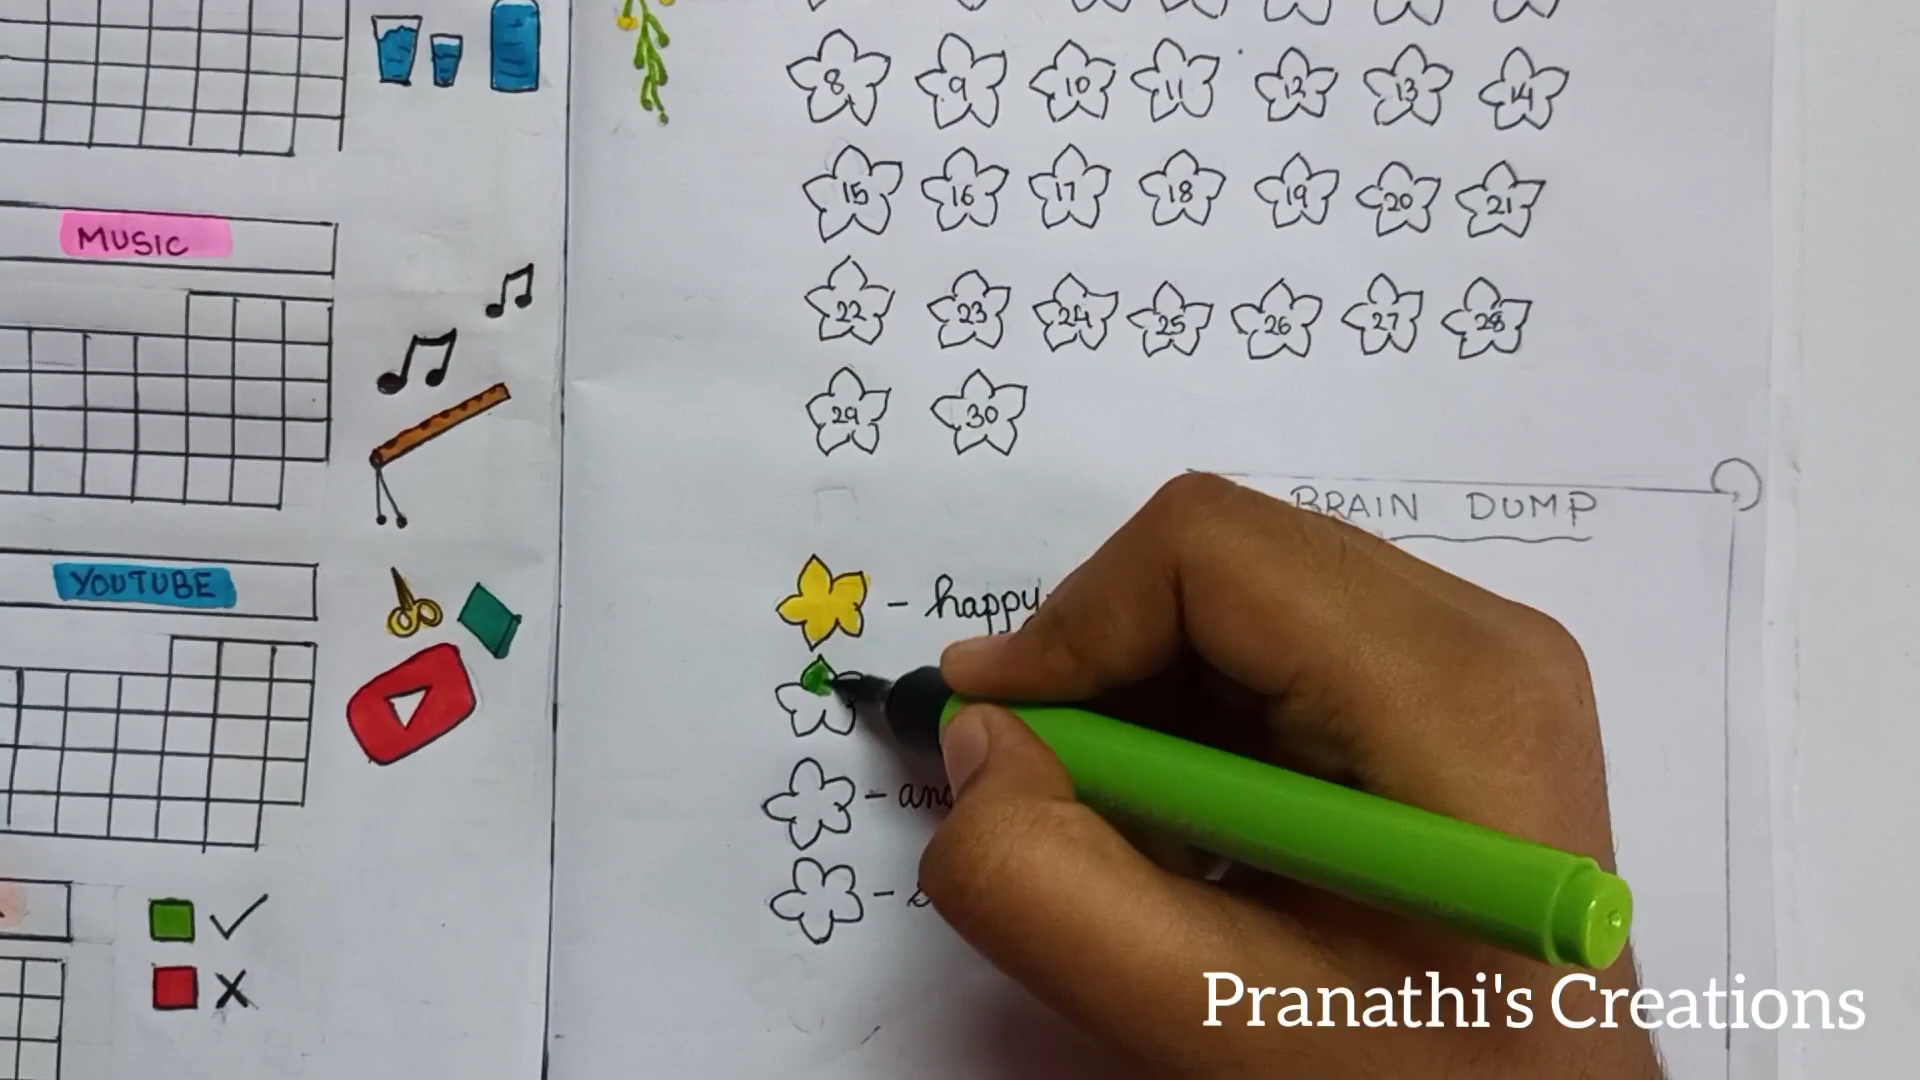 MUSIC
YOUTUBE
8 9 10 11 12 13 14
15 16 17 18 19 20 21
22 23 24 25 26 27 28
29 30
BRAIN DUMP
- happy
-
-
Pranathi's Creations